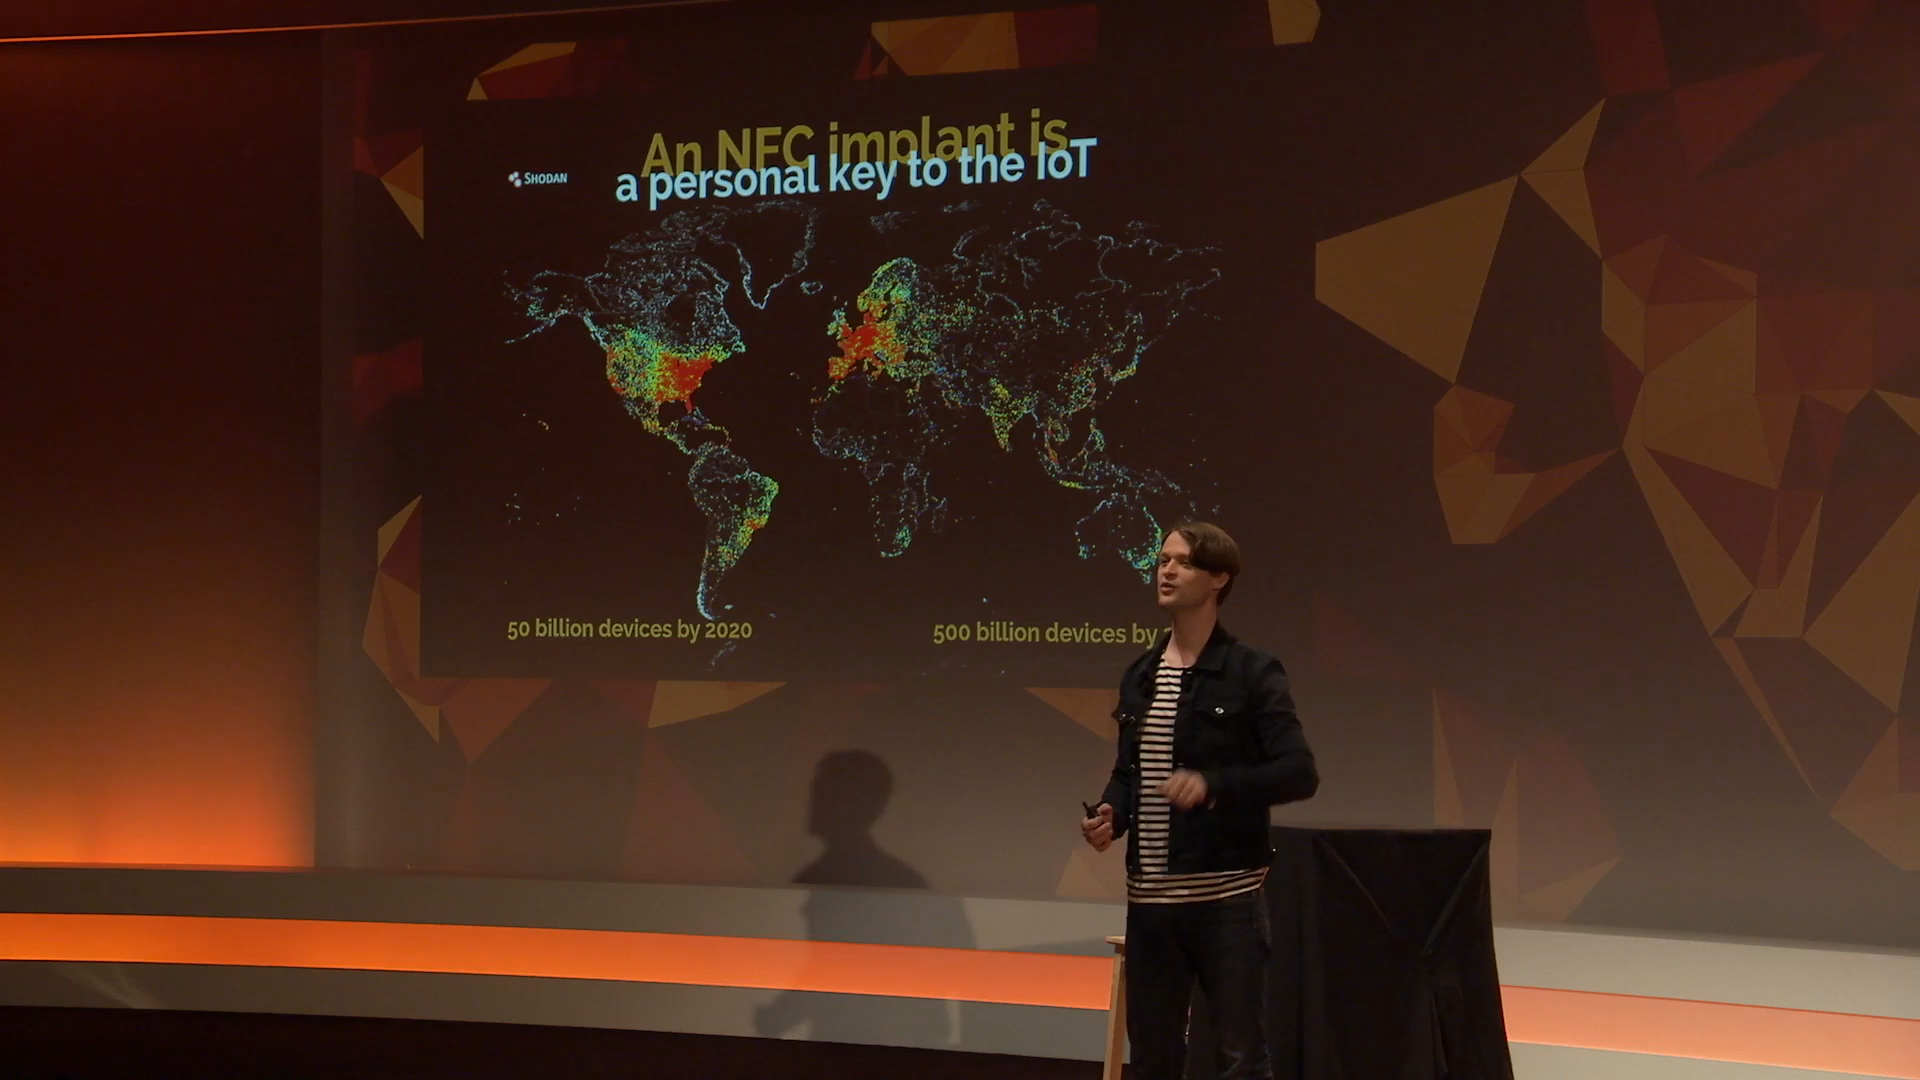 An NFC implant is
SHODAN
a personal key to the IoT
50 billion devices by 2020
500 billion devices by